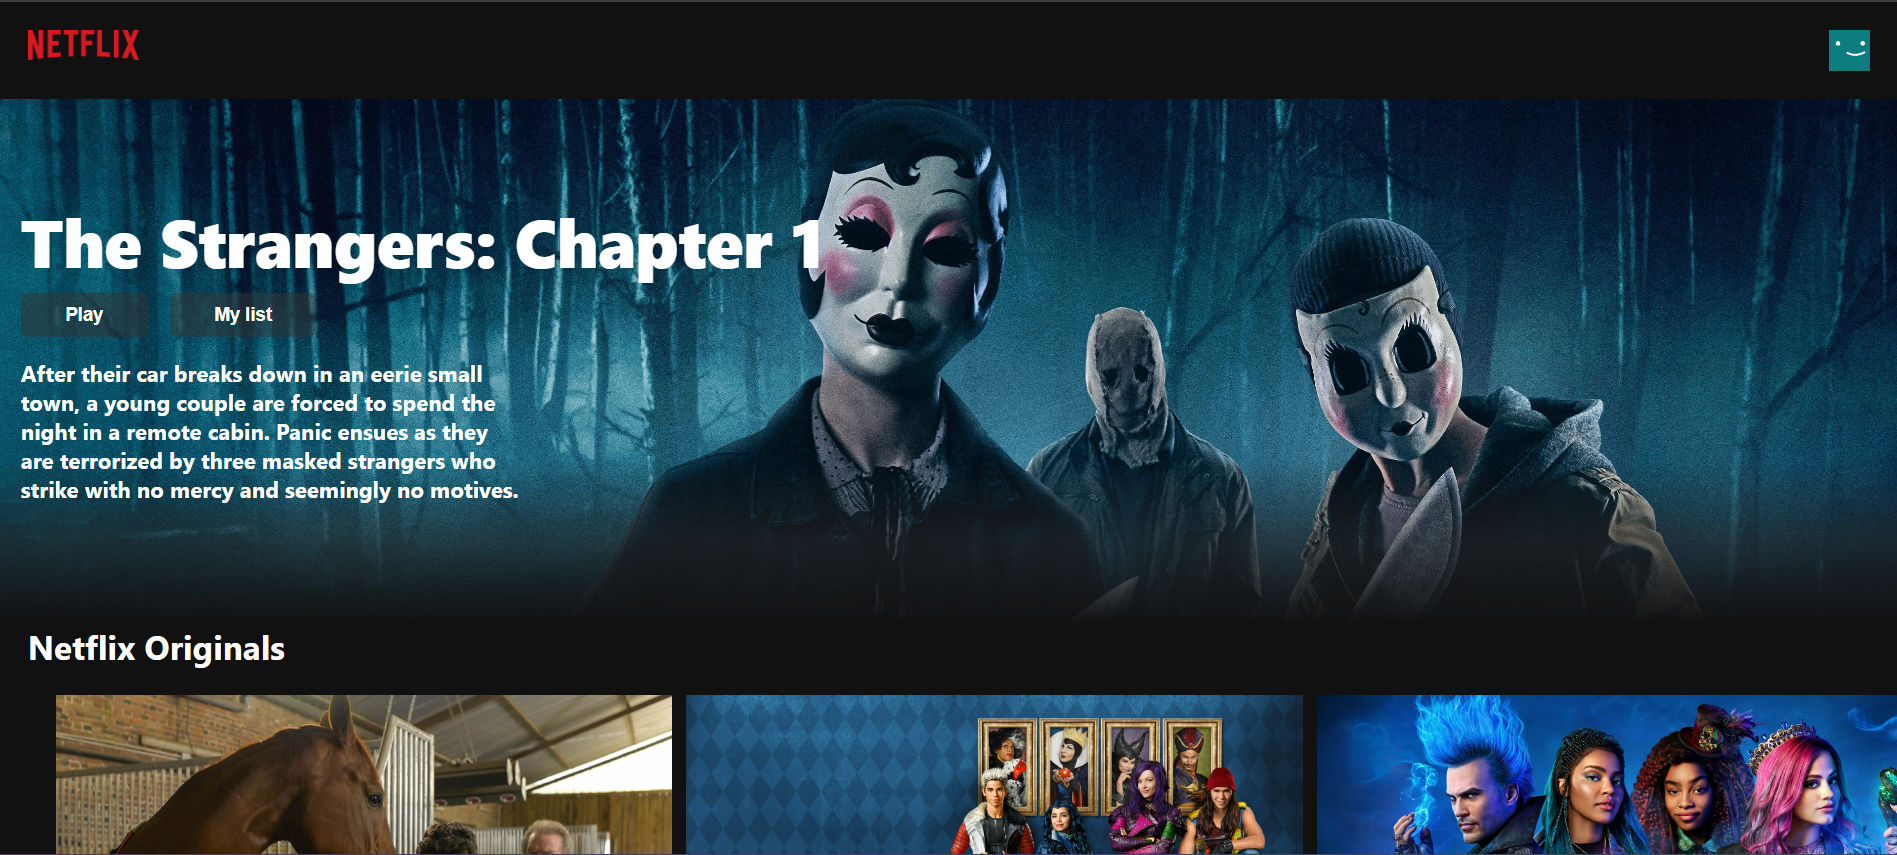 NETFLIX
The Strangers: Chapter 1
Play
My list
After their car breaks down in an eerie small
town, a young couple are forced to spend the
night in a remote cabin. Panic ensues as they
are terrorized by three masked strangers who
strike with no mercy and seemingly no motives.
Netflix Originals